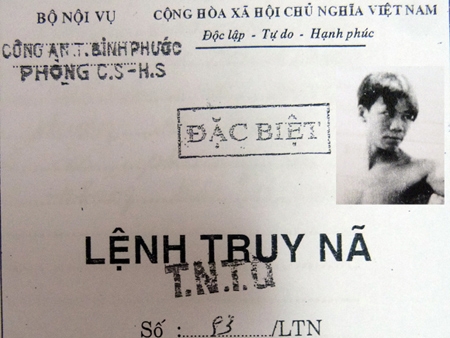 BỘ NỘI VỤ
CỘNG HÒA XÃ HỘI CHỦ NGHĨA VIỆT NAM
Độc lập - Tự do - Hạnh phúc
CÔNG AN.T.BÌNH PHƯỚC
PHÒNG C.S-H.S
ĐẶC BIỆT
LỆNH TRUY NÃ
T.N.T.Ù
Số :........93........../LTN